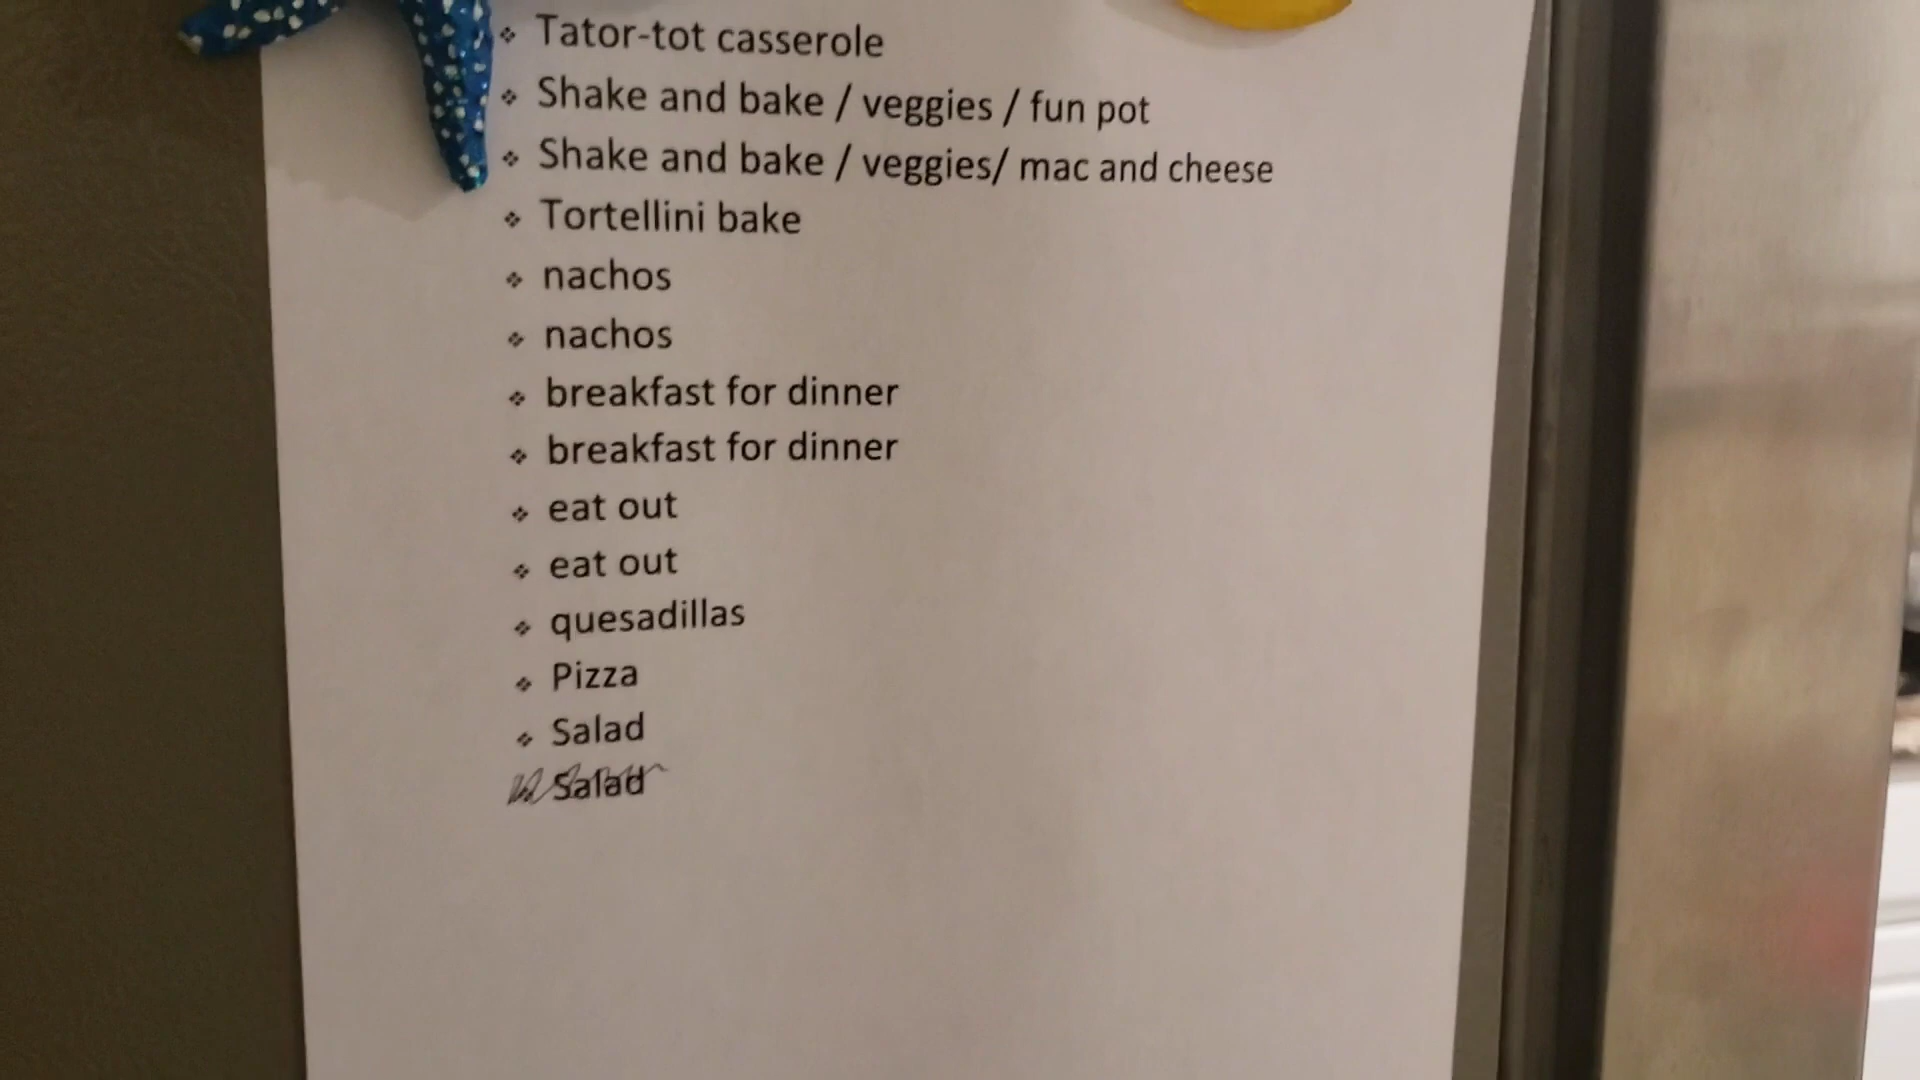 Tator-tot casserole
Shake and bake / veggies / fun pot
Shake and bake / veggies/ mac and cheese
Tortellini bake
nachos
nachos
breakfast for dinner
breakfast for dinner
eat out
eat out
quesadillas
Pizza
Salad
Salad